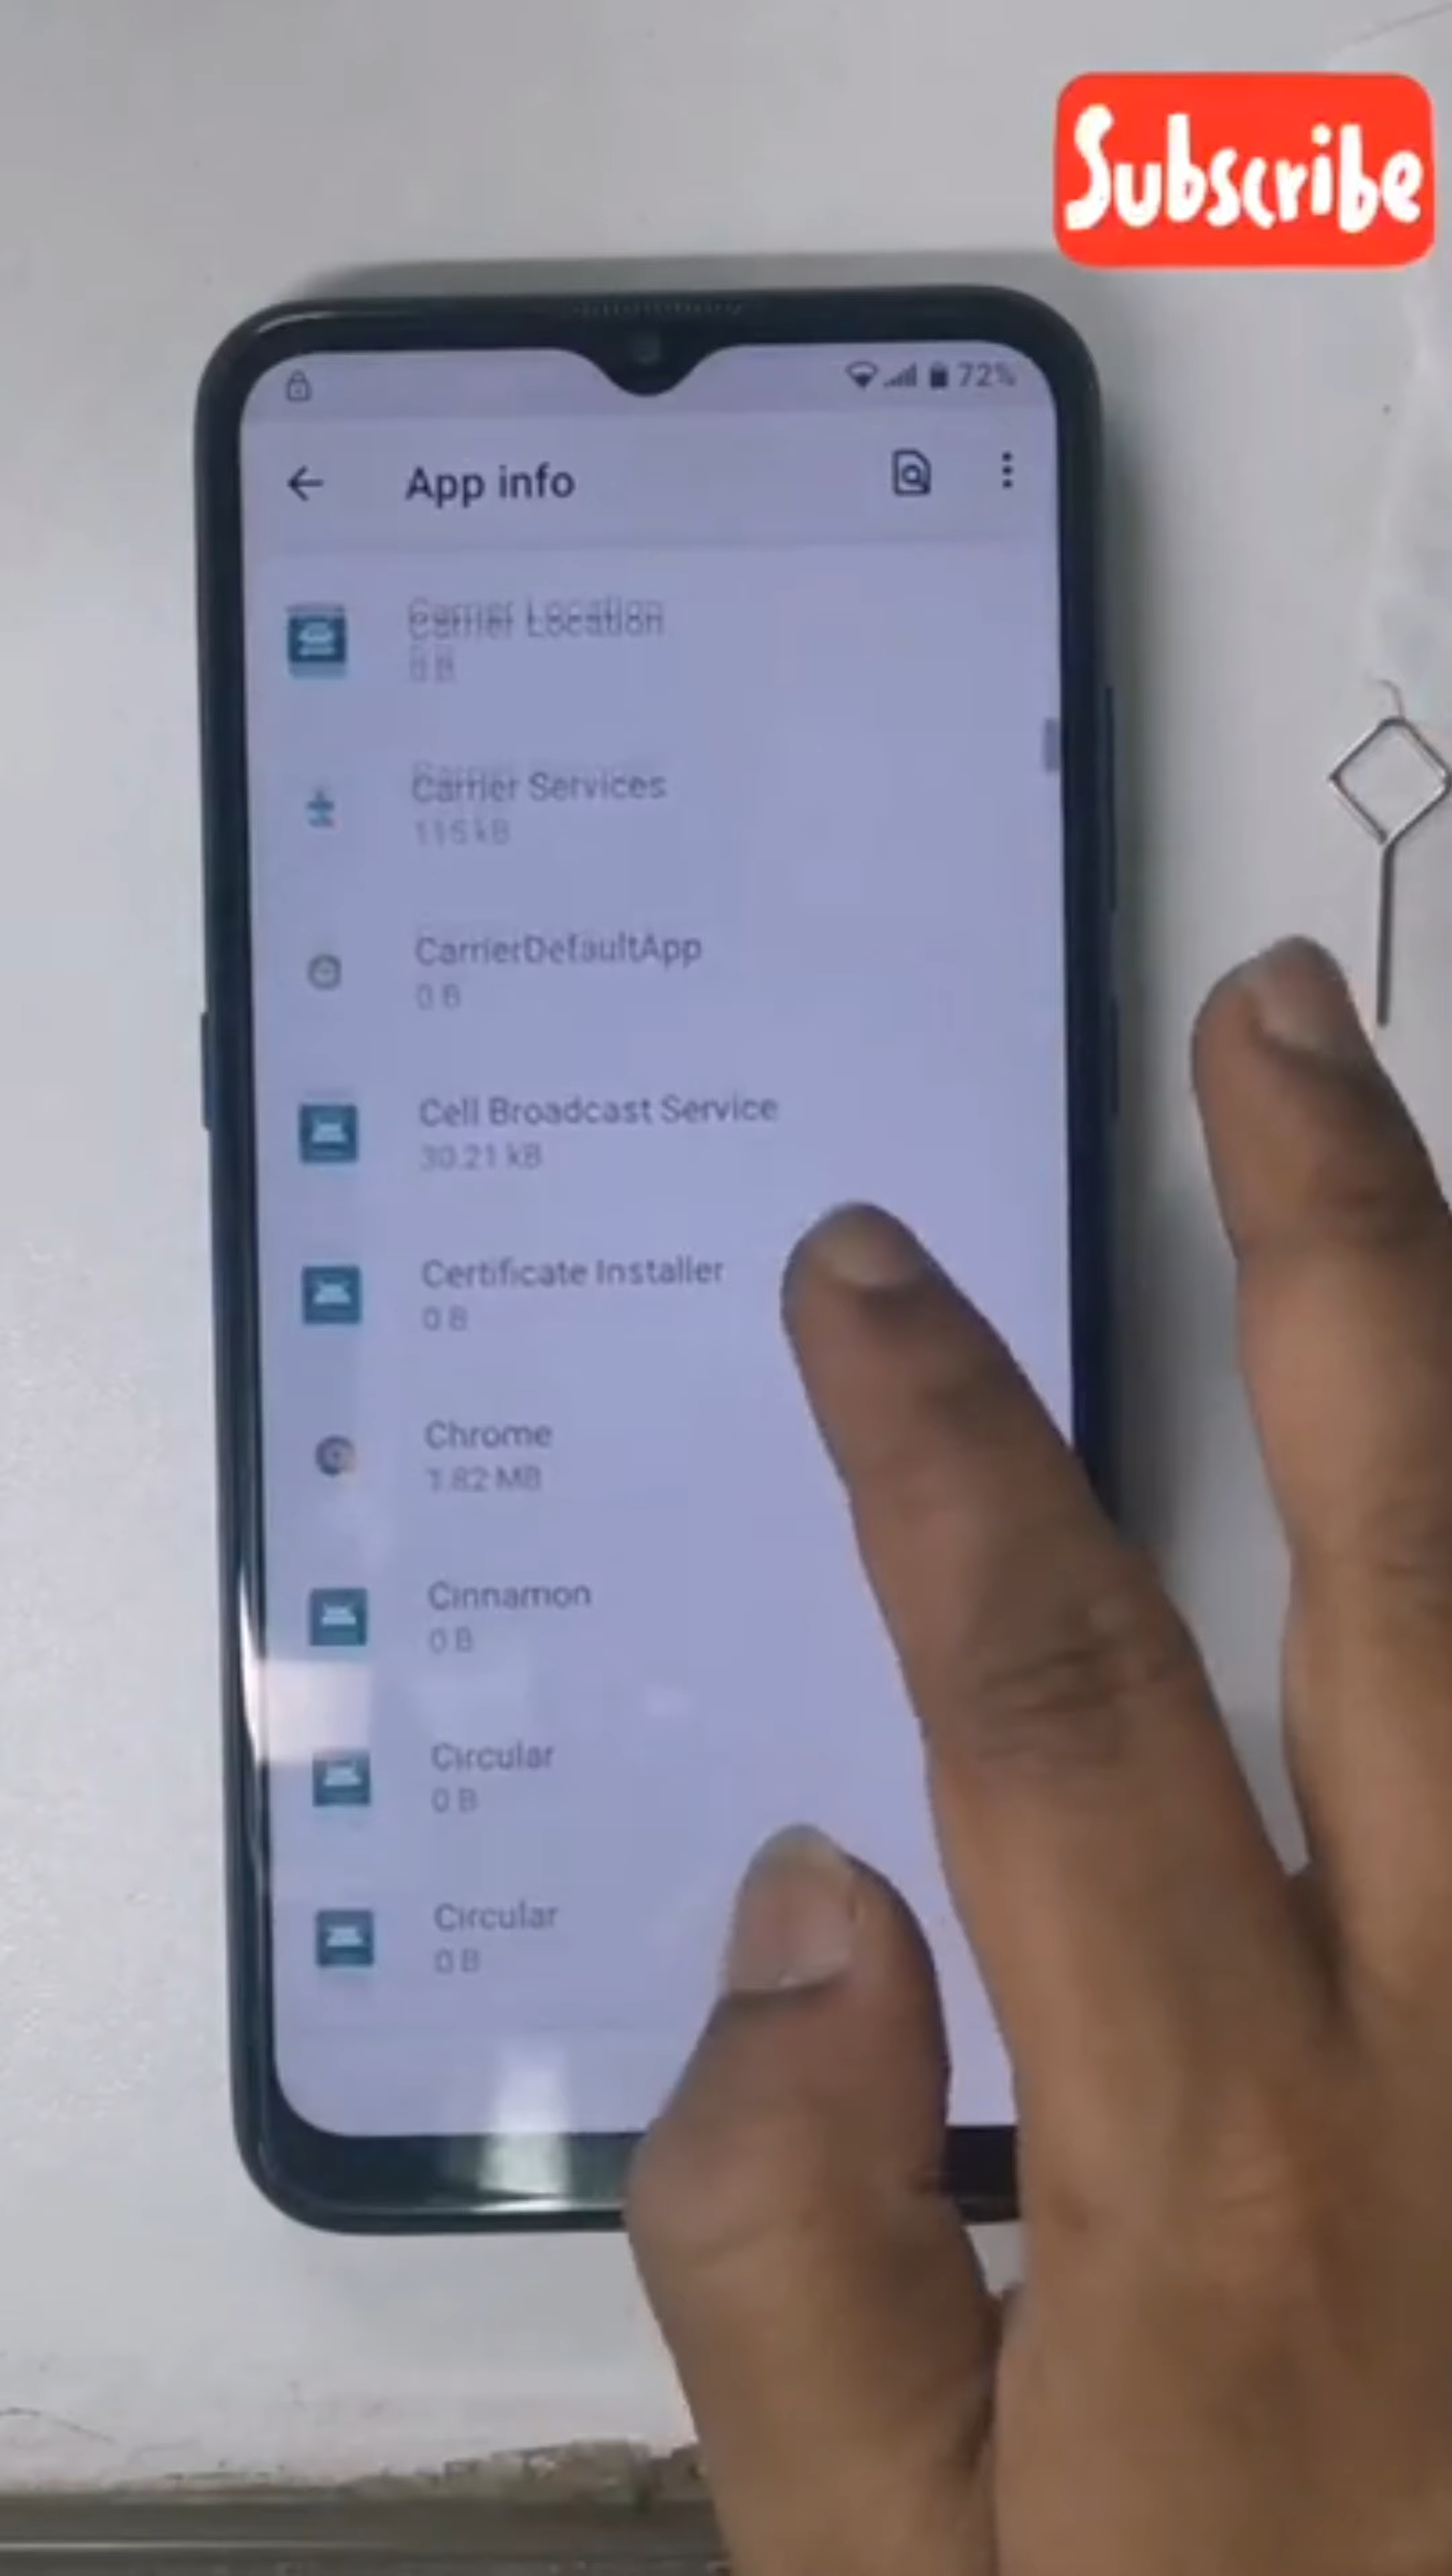 Subscribe
72%
App info
Carrier Location
0 B
Carrier Services
115 kB
CarrierDefaultApp
0 B
Cell Broadcast Service
30.21 kB
Certificate Installer
0 B
Chrome
1.82 MB
Cinnamon
0 B
Circular
0 B
Circular
0 B